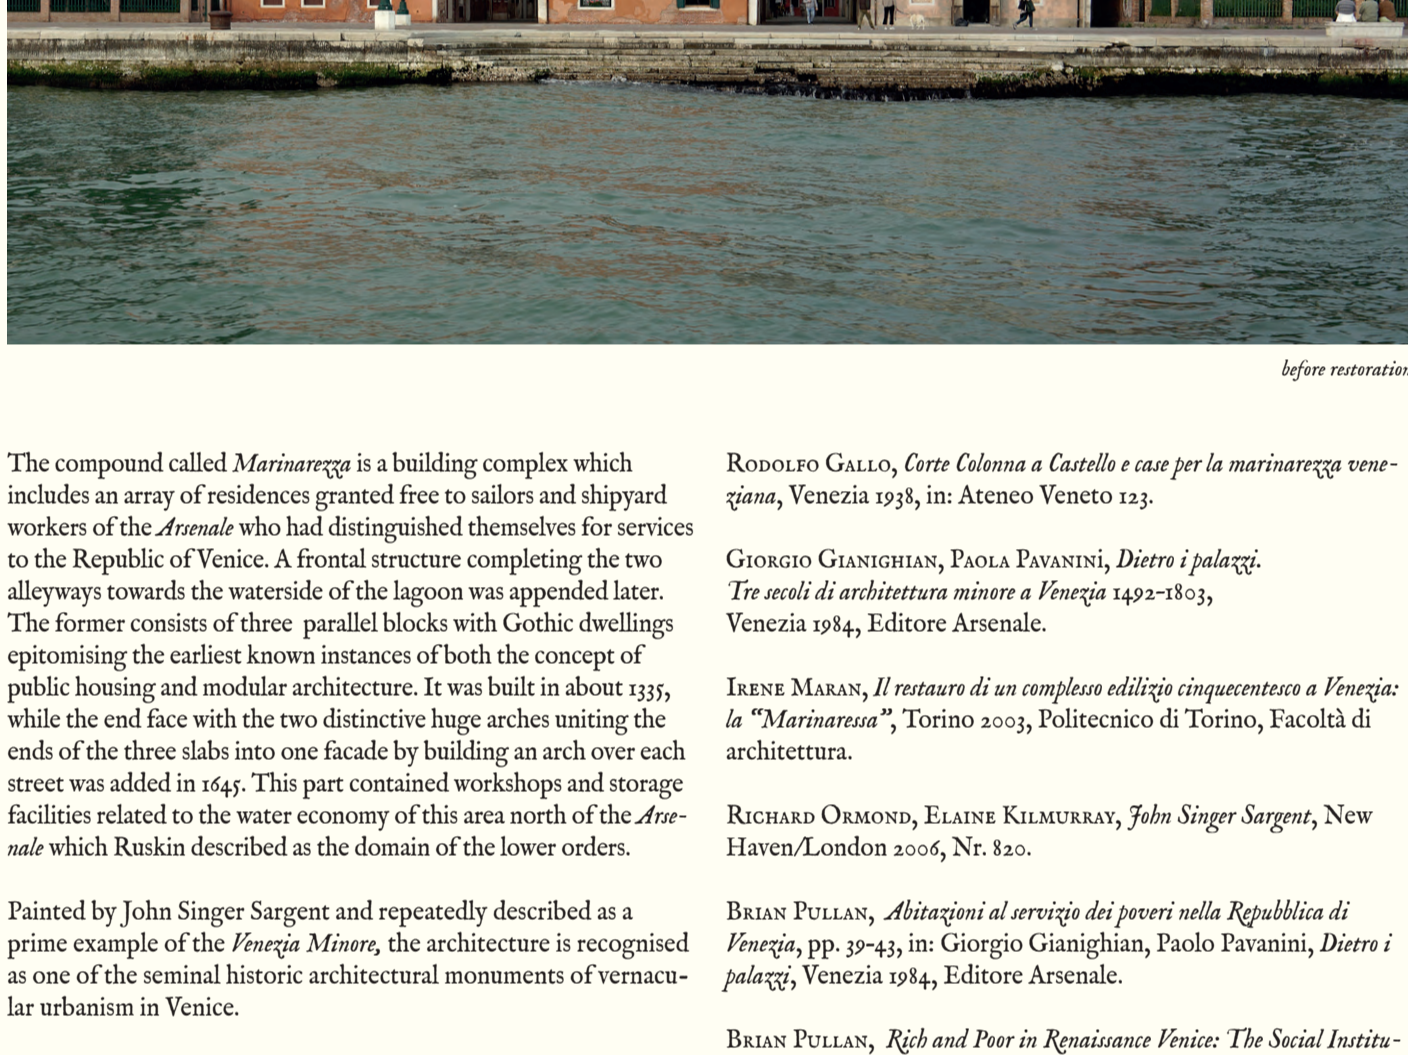 before restoration
The compound called Marinarezza is a building complex which
includes an array of residences granted free to sailors and shipyard
workers of the Arsenale who had distinguished themselves for services
to the Republic of Venice. A frontal structure completing the two
alleyways towards the waterside of the lagoon was appended later.
The former consists of three parallel blocks with Gothic dwellings
epitomising the earliest known instances of both the concept of
public housing and modular architecture. It was built in about 1335,
while the end face with the two distinctive huge arches uniting the
ends of the three slabs into one facade by building an arch over each
street was added in 1645. This part contained workshops and storage
facilities related to the water economy of this area north of the Arse-
nale which Ruskin described as the domain of the lower orders.
Painted by John Singer Sargent and repeatedly described as a
prime example of the Venezia Minore, the architecture is recognised
as one of the seminal historic architectural monuments of vernacu-
lar urbanism in Venice.
Rodolfo Gallo, Corte Colonna a Castello e case per la marinarezza vene-
ziana, Venezia 1938, in: Ateneo Veneto 123.
Giorgio Gianighian, Paola Pavanini, Dietro i palazzi.
Tre secoli di architettura minore a Venezia 1492-1803,
Venezia 1984, Editore Arsenale.
Irene Maran, Il restauro di un complesso edilizio cinquecentesco a Venezia:
la “Marinaressa”, Torino 2003, Politecnico di Torino, Facoltà di
architettura.
Richard Ormond, Elaine Kilmurray, John Singer Sargent, New
Haven/London 2006, Nr. 820.
Brian Pullan, Abitazioni al servizio dei poveri nella Repubblica di
Venezia, pp. 39-43, in: Giorgio Gianighian, Paolo Pavanini, Dietro i
palazzi, Venezia 1984, Editore Arsenale.
Brian Pullan, Rich and Poor in Renaissance Venice: The Social Institu-